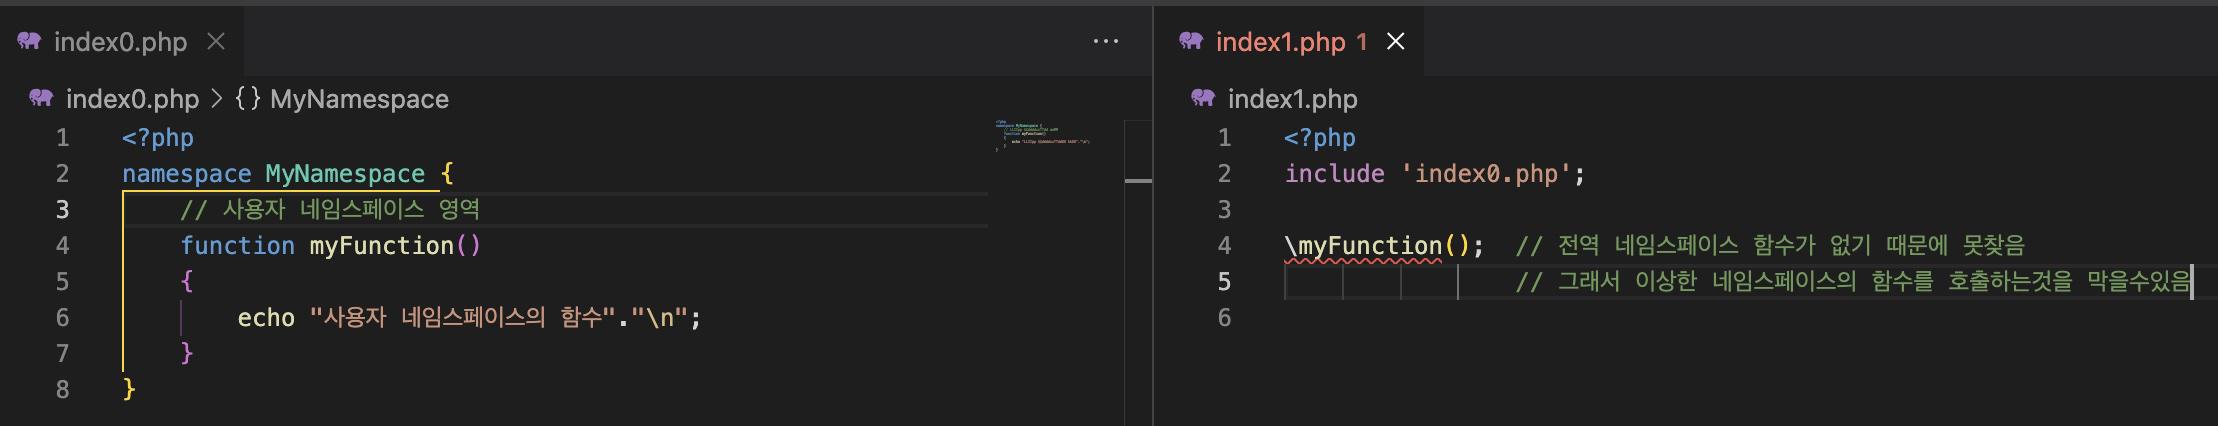 index0.php
index0.php > {} MyNamespace
1 <?php
2 namespace MyNamespace {
3     // 사용자 네임스페이스 영역
4     function myFunction()
5     {
6         echo "사용자 네임스페이스의 함수"."\n";
7     }
8 }
index1.php 1
index1.php
1 <?php
2 include 'index0.php';
3
4 \myFunction();  // 전역 네임스페이스 함수가 없기 때문에 못찾음
5                 // 그래서 이상한 네임스페이스의 함수를 호출하는것을 막을수있음
6